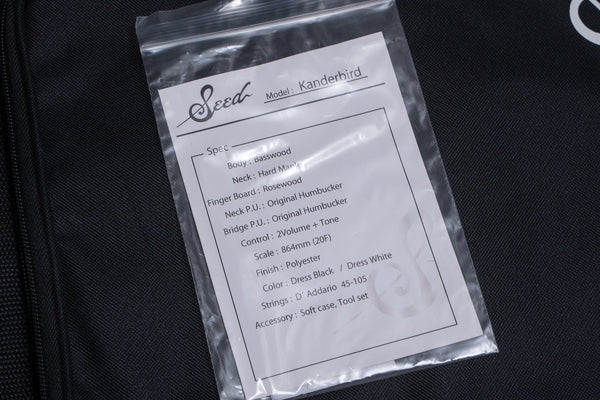 Seed
Model : Kanderbird
Spec
Body : Basswood
Neck : Hard Maple
Finger Board : Rosewood
Neck P.U. : Original Humbucker
Bridge P.U. : Original Humbucker
Control : 2Volume + Tone
Scale : 864mm (20F)
Finish : Polyester
Color : Dress Black / Dress White
Strings : D' Addario 45-105
Accessory : Soft case, Tool set